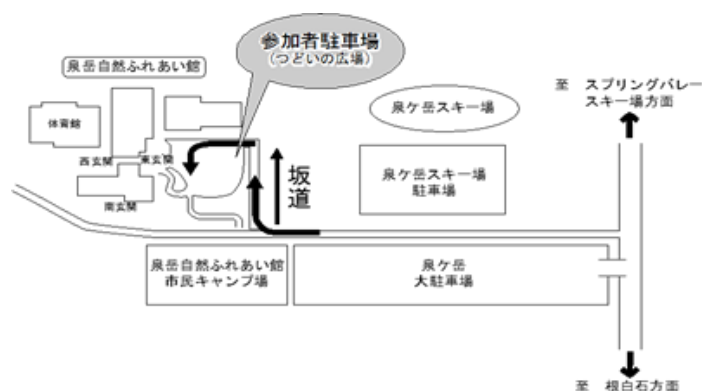 参加者駐車場
(つどいの広場)
泉岳自然ふれあい館
至 スプリングバレー
スキー場方面
泉ケ岳スキー場
体育館
西玄関
東玄関
坂道
泉ケ岳スキー場
駐車場
南玄関
泉岳自然ふれあい館
市民キャンプ場
泉ケ岳
大駐車場
至 根白石方面